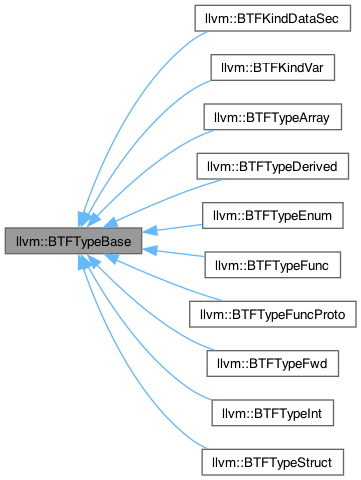 llvm::BTFKindDataSec
llvm::BTFKindVar
llvm::BTFTypeArray
llvm::BTFTypeDerived
llvm::BTFTypeEnum
llvm::BTFTypeBase
llvm::BTFTypeFunc
llvm::BTFTypeFuncProto
llvm::BTFTypeFwd
llvm::BTFTypeInt
llvm::BTFTypeStruct